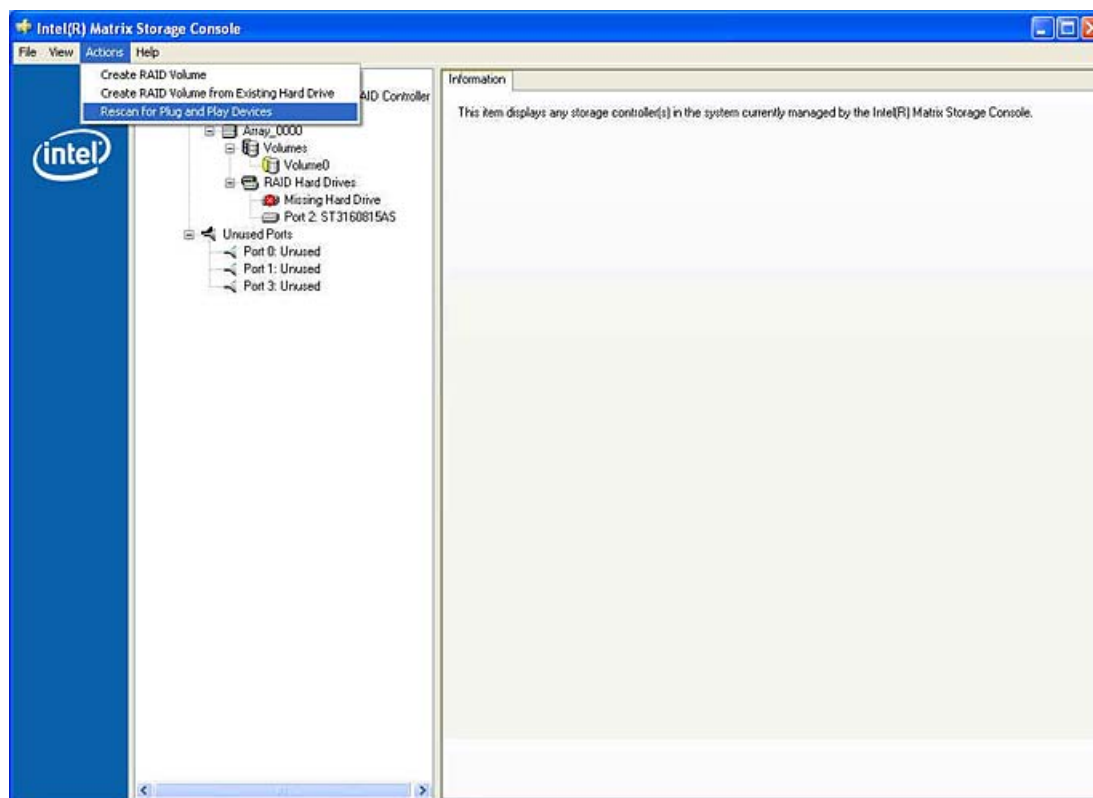 Intel(R) Matrix Storage Console
File View Actions Help
Create RAID Volume
Create RAID Volume from Existing Hard Drive
Rescan for Plug and Play Devices
AID Controller
Array_0000
Volumes
Volume0
RAID Hard Drives
Missing Hard Drive
Port 2: ST3160815AS
Unused Ports
Port 0: Unused
Port 1: Unused
Port 3: Unused
intel
Information
This item displays any storage controller(s) in the system currently managed by the Intel(R) Matrix Storage Console.